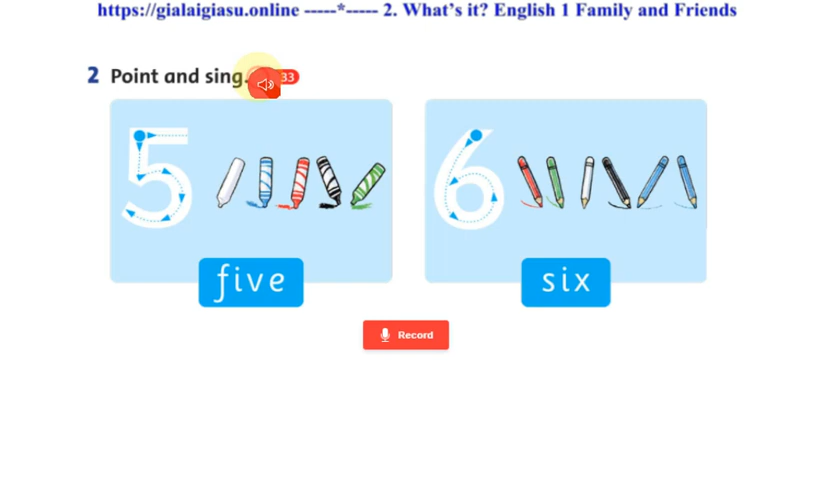 https://gialaigiasu.online -----*----- 2. What's it? English 1 Family and Friends
2 Point and sing. 33
5
6
five
six
Record